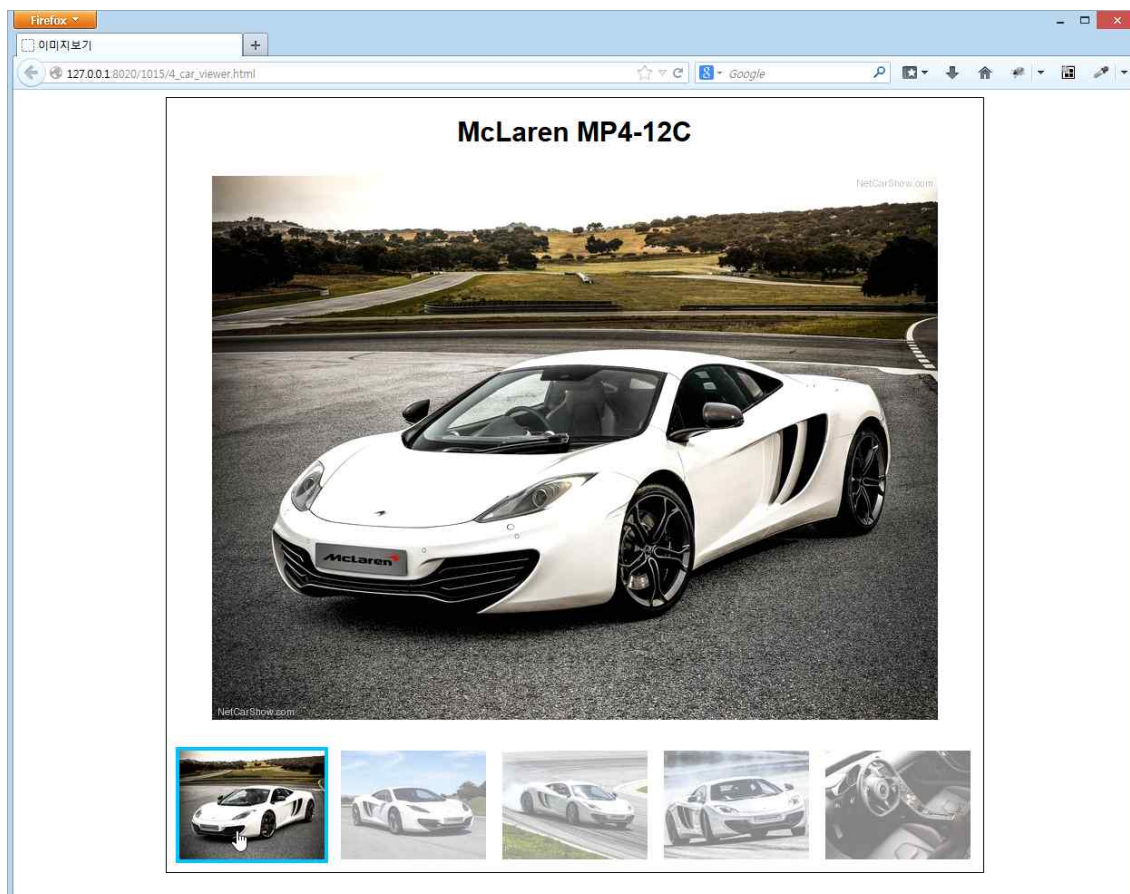 Firefox
이미지보기
127.0.0.1:8020/1015/4_car_viewer.html
Google
McLaren MP4-12C
NetCarShow.com
McLaren
NetCarShow.com